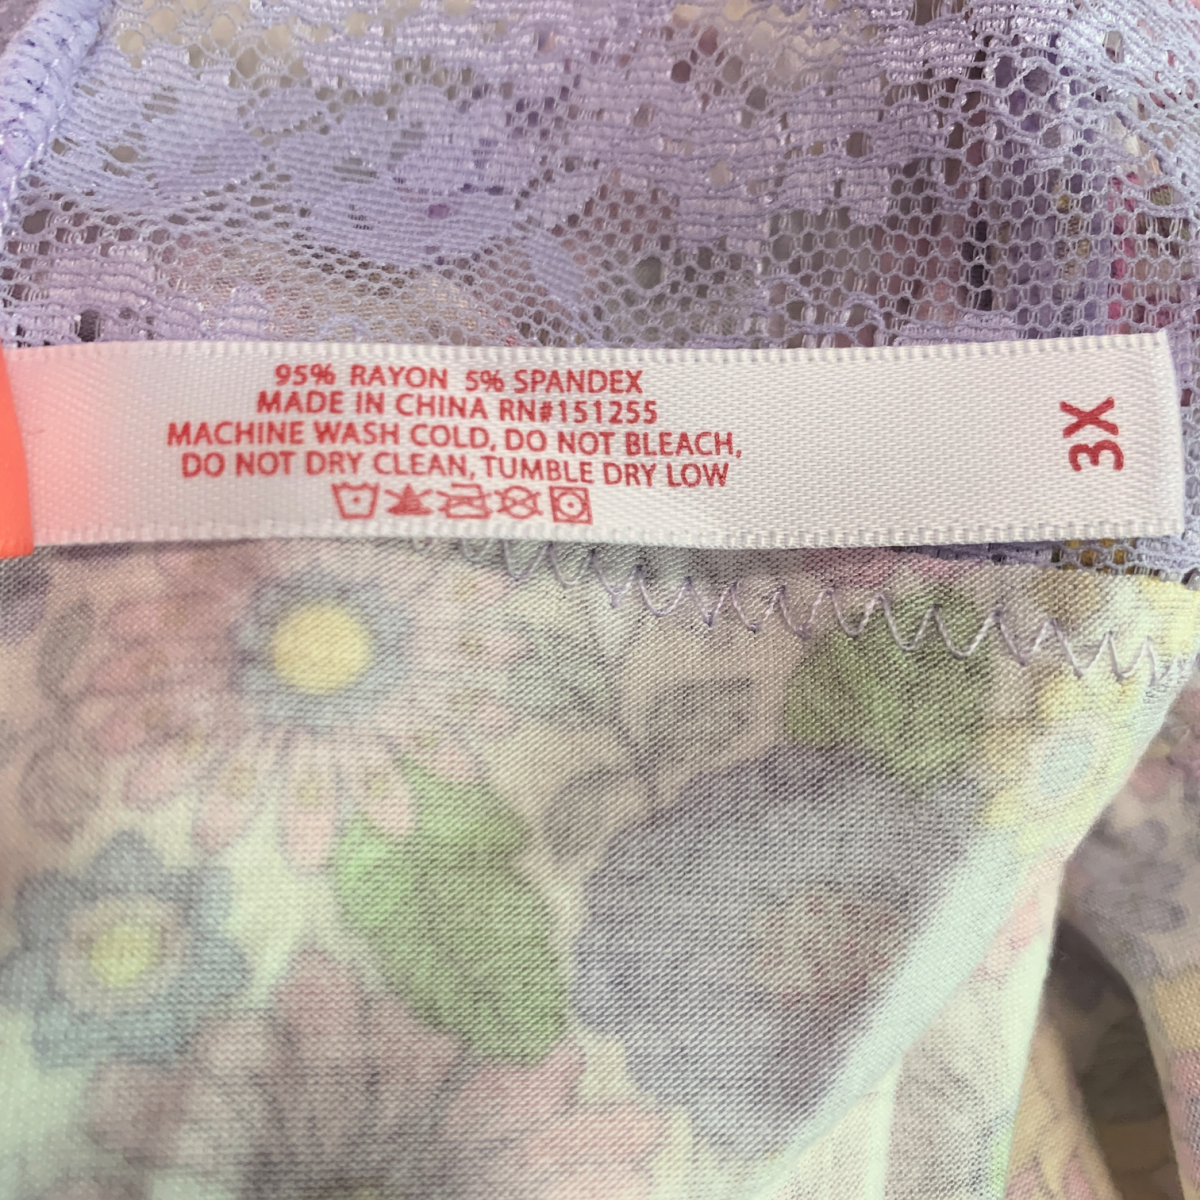 95% RAYON 5% SPANDEX
MADE IN CHINA RN#151255
MACHINE WASH COLD, DO NOT BLEACH,
DO NOT DRY CLEAN, TUMBLE DRY LOW
3X